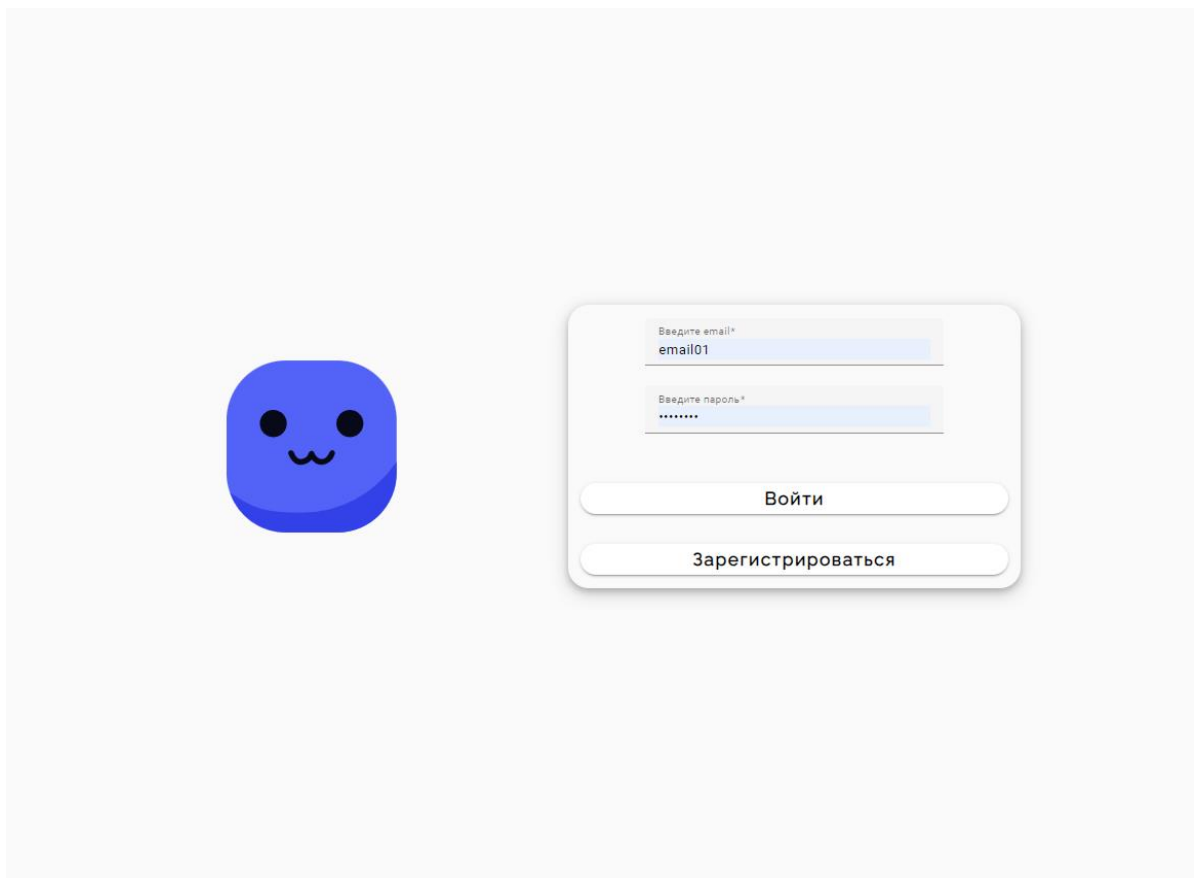 Введите email*
email01
Введите пароль*
••••••••
Войти
Зарегистрироваться